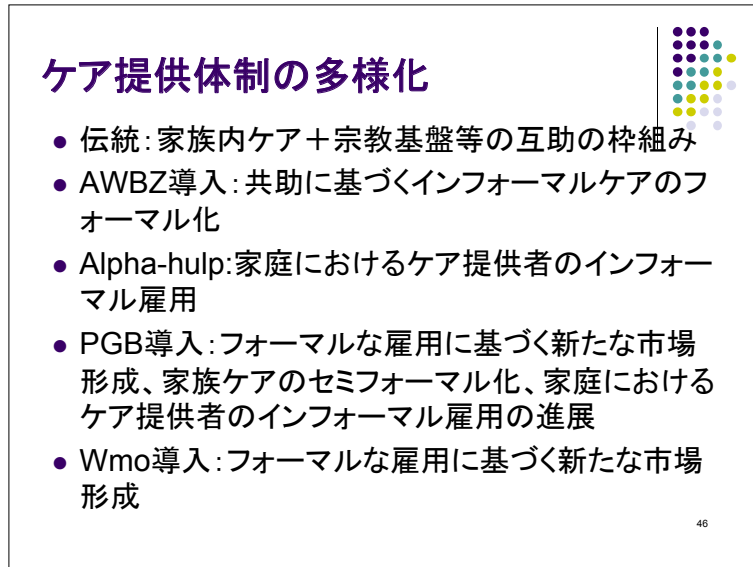 ケア提供体制の多様化
● 伝統：家族内ケア＋宗教基盤等の互助の枠組み
● AWBZ導入：共助に基づくインフォーマルケアのフ
ォーマル化
● Alpha-hulp:家庭におけるケア提供者のインフォー
マル雇用
● PGB導入：フォーマルな雇用に基づく新たな市場
形成、家族ケアのセミフォーマル化、家庭における
ケア提供者のインフォーマル雇用の進展
● Wmo導入：フォーマルな雇用に基づく新たな市場
形成
46